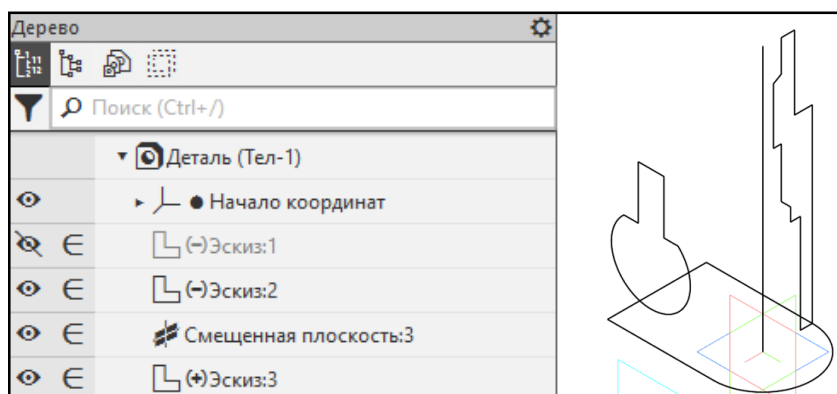 Дерево
Поиск (Ctrl+/)
Деталь (Тел-1)
Начало координат
(-)Эскиз:1
(-)Эскиз:2
Смещенная плоскость:3
(+)Эскиз:3